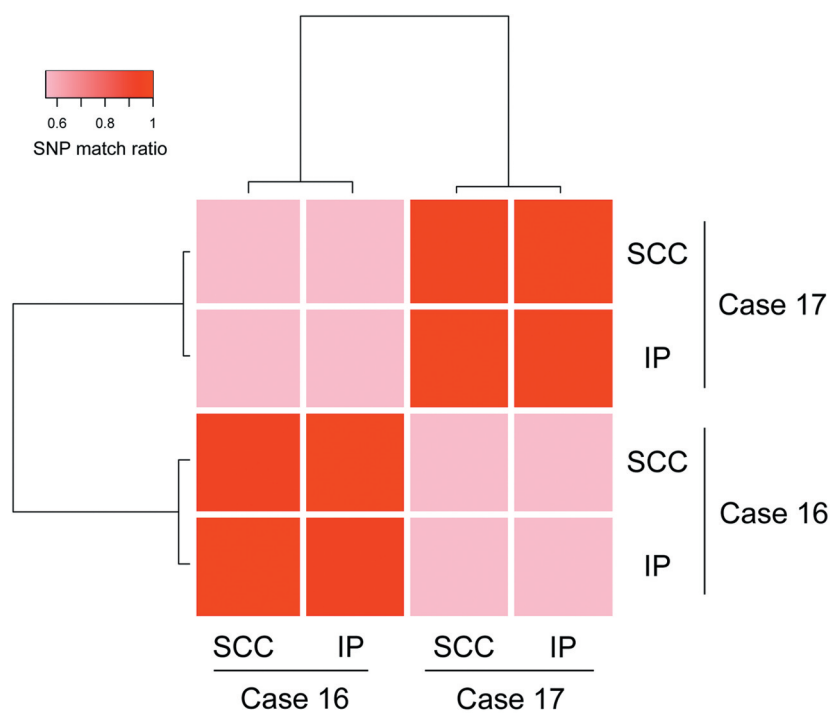 0.6 0.8 1
SNP match ratio
SCC
Case 17
IP
SCC
Case 16
IP
SCC IP SCC IP
Case 16 Case 17